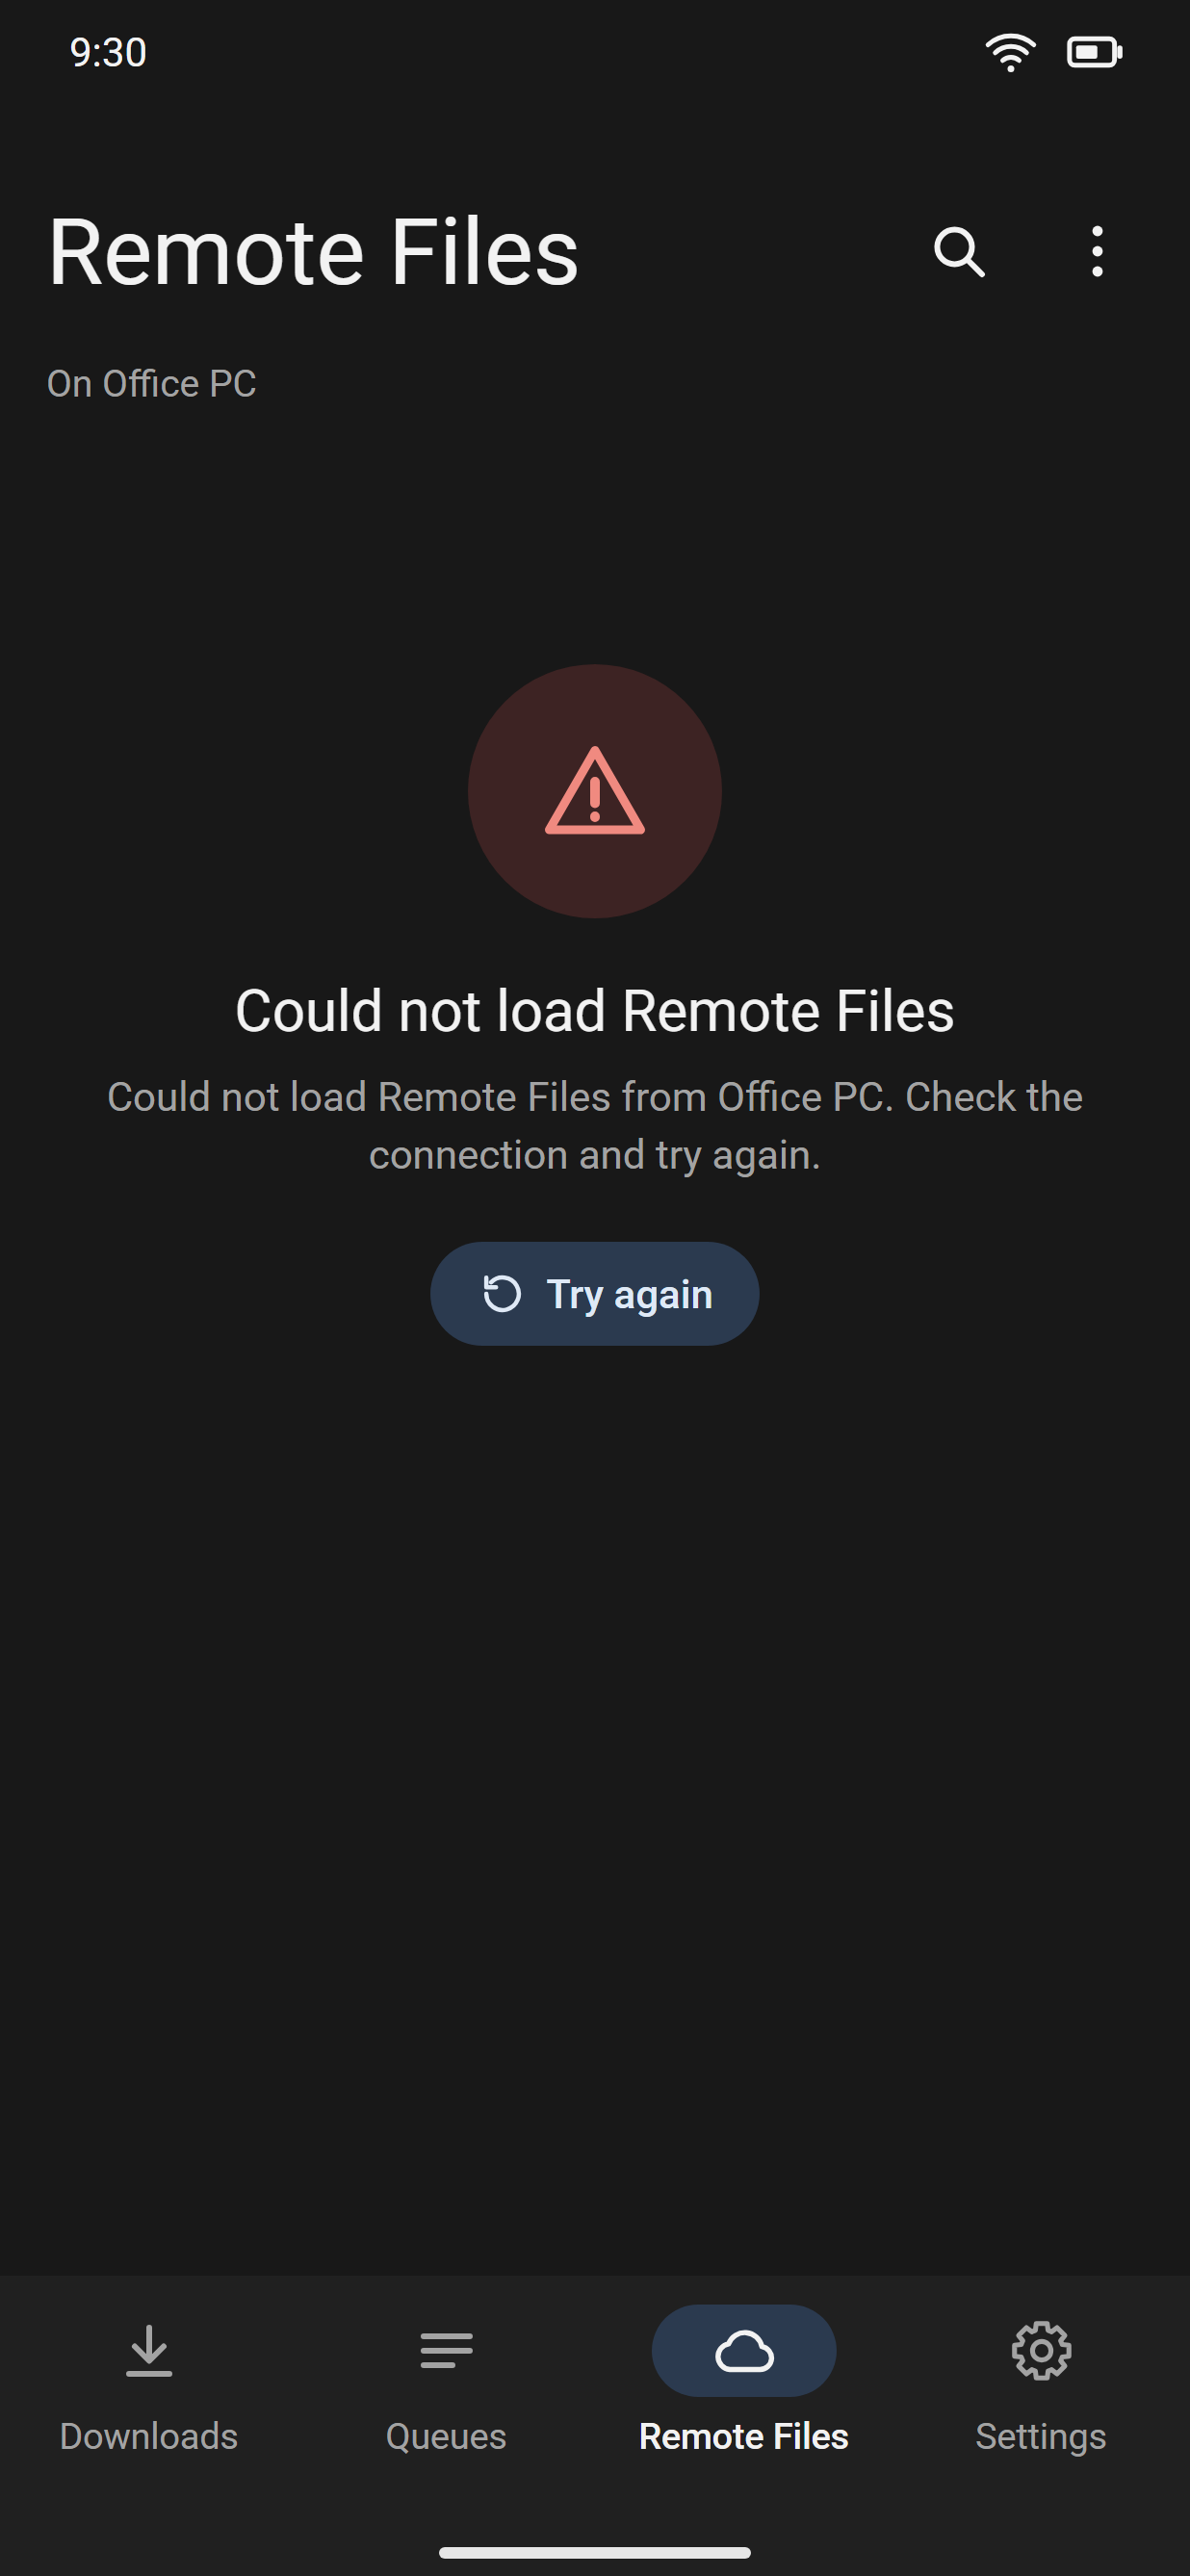 9:30
Remote Files
On Office PC
Could not load Remote Files
Could not load Remote Files from Office PC. Check the
connection and try again.
Try again
Downloads
Queues
Remote Files
Settings